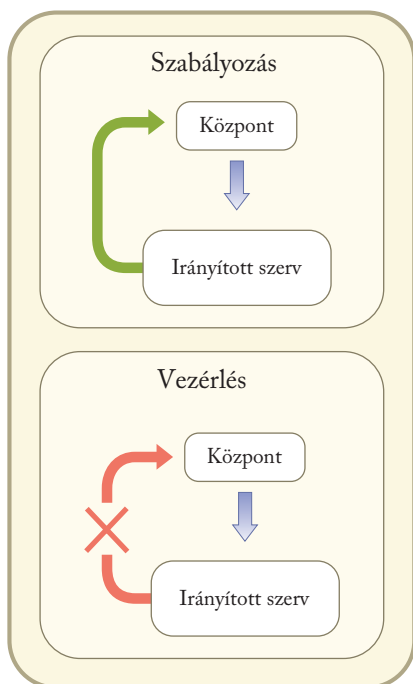 Szabályozás
Központ
Irányított szerv
Vezérlés
Központ
Irányított szerv